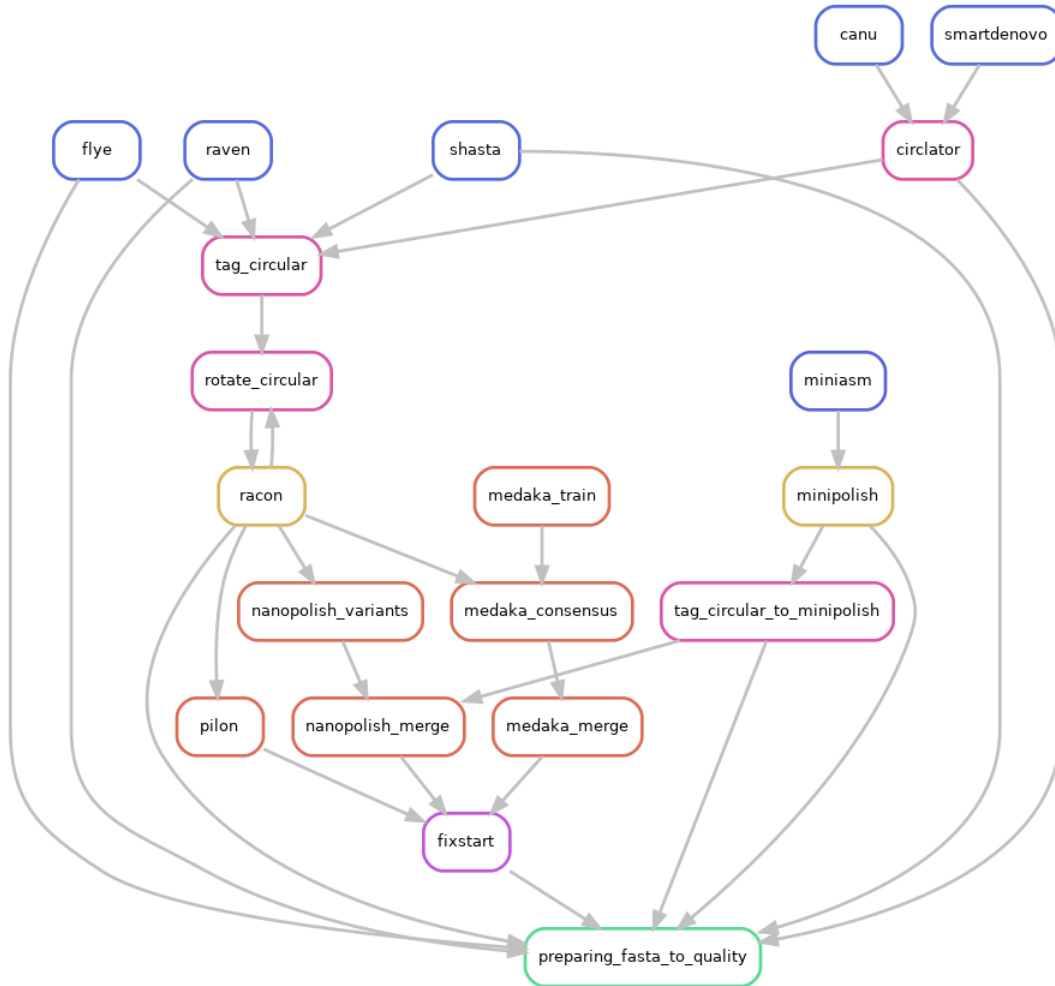 canu
smartdenovo
flye
raven
shasta
circlator
tag_circular
rotate_circular
miniasm
racon
medaka_train
minipolish
nanopolish_variants
medaka_consensus
tag_circular_to_minipolish
pilon
nanopolish_merge
medaka_merge
fixstart
preparing_fasta_to_quality